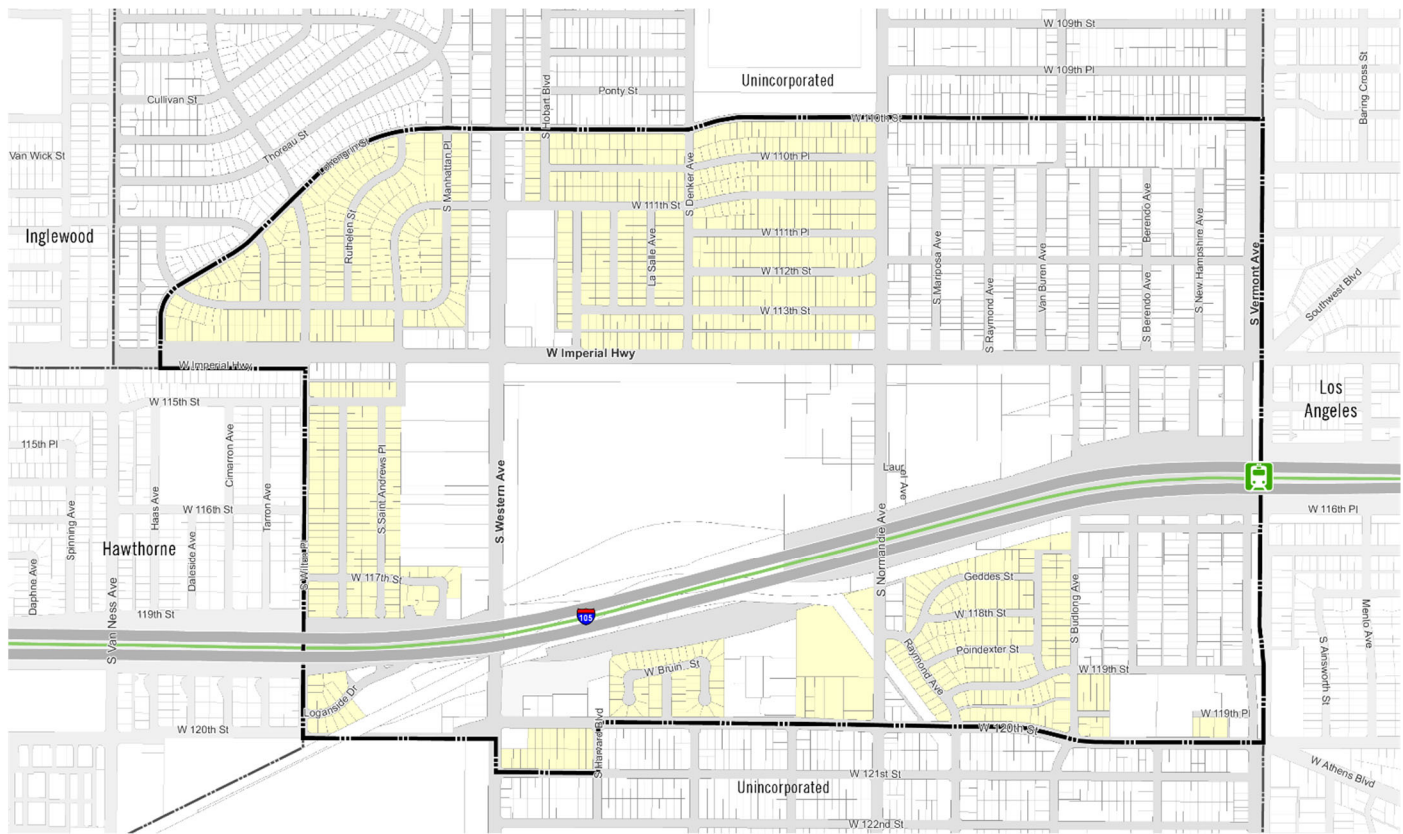 W 109th St
W 109th Pl
Unincorporated
Baring Cross St
Cullivan St
Ponty St
S Hobart Blvd
W 110th St
Thoreau St
Van Wick St
W 110th Pl
S Manhattan Pl
S Denker Ave
W 111th St
Inglewood
Ruthelen St
La Salle Ave
W 111th Pl
W 112th St
W 113th St
S Mariposa Ave
S Raymond Ave
Van Buren Ave
Berendo Ave
S Berendo Ave
S New Hampshire Ave
S Vermont Ave
Southwest Blvd
W Imperial Hwy
W Imperial Hwy
Los
Angeles
W 115th St
115th Pl
Cimarron Ave
Haas Ave
Spinning Ave
Tarron Ave
W 116th St
Daleside Ave
Hawthorne
Daphne Ave
S Van Ness Ave
119th St
S Wilton Pl
S Saint Andrews Pl
W 117th St
S Western Ave
Laurel Ave
S Normandie Ave
W 116th Pl
105
Geddes St
W 118th St
Poindexter St
S Budlong Ave
W 119th St
Raymond Ave
W Bruin St
Menlo Ave
S Ainsworth St
Loganside Dr
W 120th St
W 119th Pl
W 120th St
S Harvard Blvd
W 121st St
Unincorporated
W Athens Blvd
W 122nd St